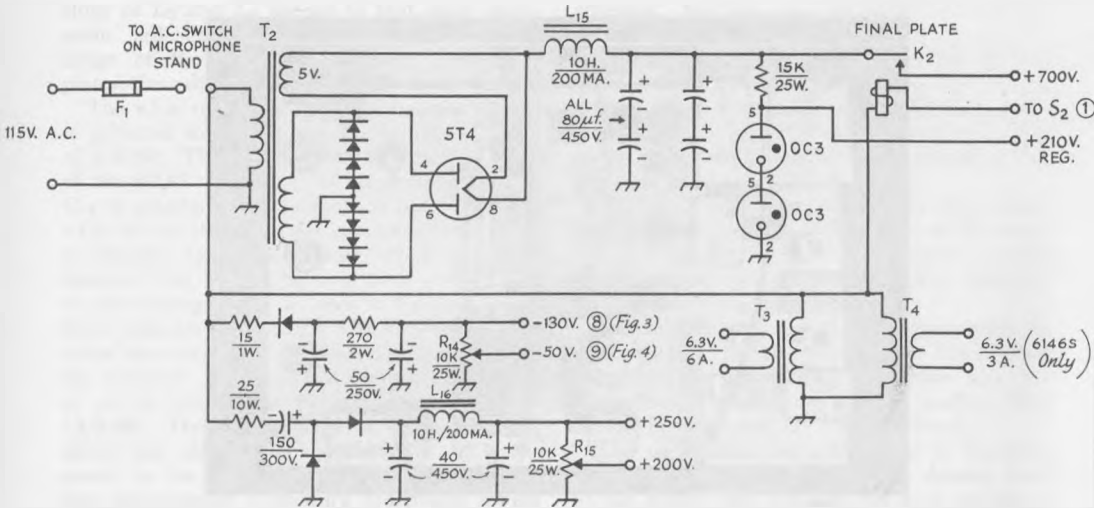 TO A.C. SWITCH
ON MICROPHONE
STAND
F₁
115V. A.C.
T₂
5V.
5T4
4
2
6
8
L₁₅
10H.
200MA.
ALL
80µf.
450V.
+
-
+
-
+
-
+
-
15K
25W.
5
OC3
2
5
OC3
2
FINAL PLATE
K₂
+700V.
TO S₂ ①
+210V.
REG.
15
1W.
-
+
270
2W.
-
+
50
250V.
R₁₄
10K
25W.
-130V. ⑧ (Fig.3)
-50V. ⑨ (Fig.4)
T₃
6.3V.
6A.
T₄
6.3V.
3A.
(6146S
Only)
25
10W.
- +
150
300V.
L₁₆
10H./200MA.
+
-
40
450V.
+
-
R₁₅
10K
25W.
+250V.
+200V.